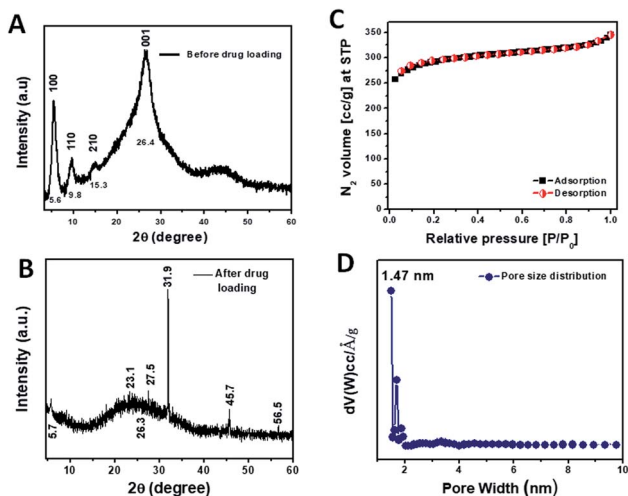 A
Intensity (a.u)
100
110
210
001
Before drug loading
5.6
9.8
15.3
26.4
10 20 30 40 50 60
2θ (degree)
B
Intensity (a.u.)
After drug
loading
31.9
23.1
27.5
45.7
56.5
5.7
26.3
10 20 30 40 50 60
2θ (degree)
C
N2 volume [cc/g] at STP
400
350
300
250
200
150
100
50
0
Adsorption
Desorption
0.0 0.2 0.4 0.6 0.8 1.0
Relative pressure [P/P0]
D
1.47 nm
Pore size distribution
dV(W)cc/Å/g
0 2 4 6 8 10
Pore Width (nm)